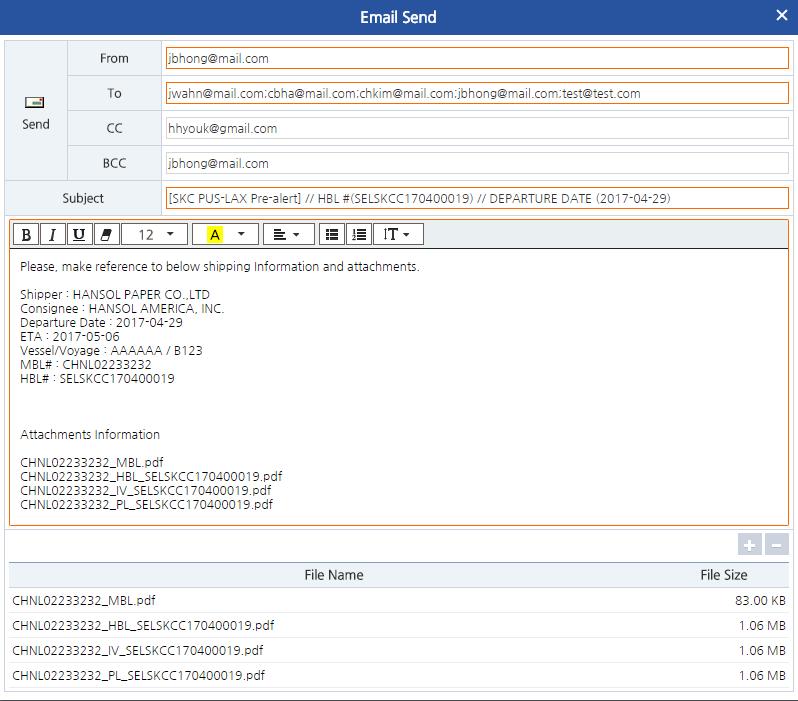 Email Send
From
jbhong@mail.com
Send
To
jwahn@mail.com;cbha@mail.com;chkim@mail.com;jbhong@mail.com;test@test.com
CC
hhyouk@gmail.com
BCC
jbhong@mail.com
Subject
[SKC PUS-LAX Pre-alert] // HBL #(SELSKCC170400019) // DEPARTURE DATE (2017-04-29)
B I U 12 A T
Please, make reference to below shipping Information and attachments.
Shipper : HANSOL PAPER CO.,LTD
Consignee : HANSOL AMERICA, INC.
Departure Date : 2017-04-29
ETA : 2017-05-06
Vessel/Voyage : AAAAAA / B123
MBL# : CHNL02233232
HBL# : SELSKCC170400019
Attachments Information
CHNL02233232_MBL.pdf
CHNL02233232_HBL_SELSKCC170400019.pdf
CHNL02233232_IV_SELSKCC170400019.pdf
CHNL02233232_PL_SELSKCC170400019.pdf
File Name File Size
CHNL02233232_MBL.pdf 83.00 KB
CHNL02233232_HBL_SELSKCC170400019.pdf 1.06 MB
CHNL02233232_IV_SELSKCC170400019.pdf 1.06 MB
CHNL02233232_PL_SELSKCC170400019.pdf 1.06 MB